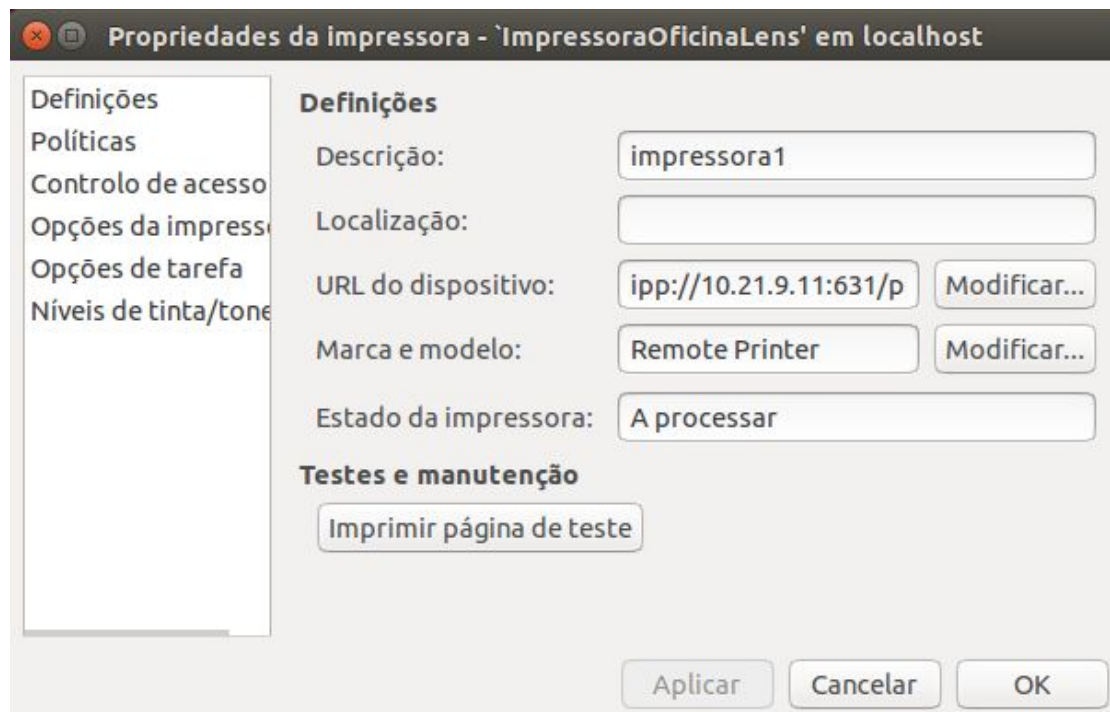 Propriedades da impressora - `ImpressoraOficinaLens' em localhost
Definições
Políticas
Controlo de acesso
Opções da impress
Opções de tarefa
Níveis de tinta/tone
Definições
Descrição: impressora1
Localização:
URL do dispositivo: ipp://10.21.9.11:631/p Modificar...
Marca e modelo: Remote Printer Modificar...
Estado da impressora: A processar
Testes e manutenção
Imprimir página de teste
Aplicar Cancelar OK